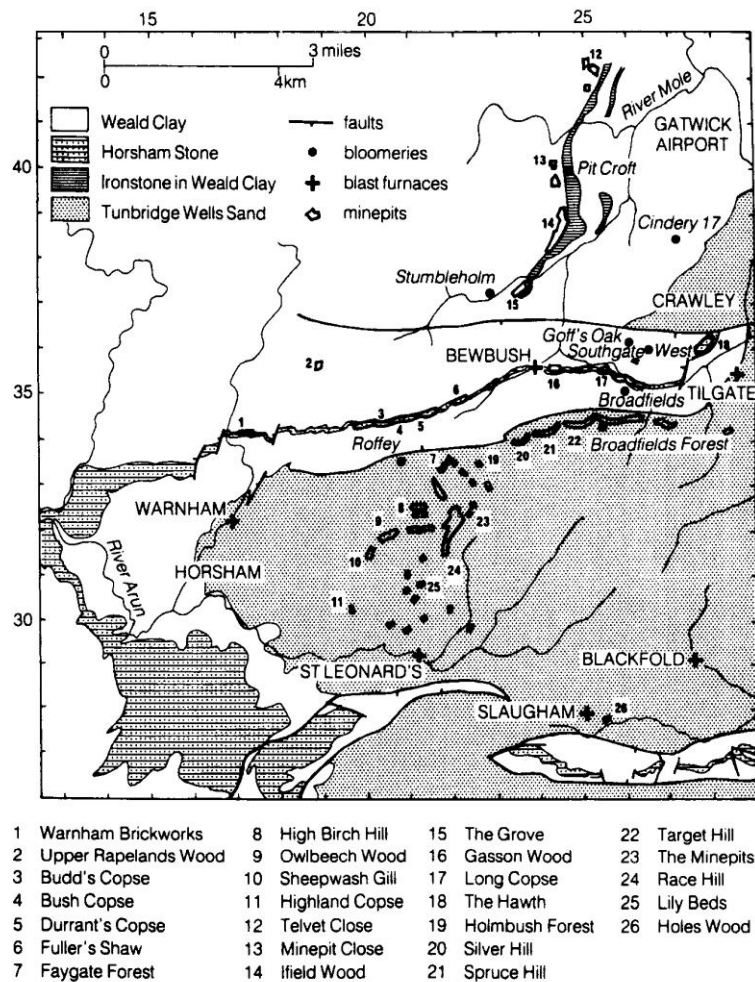 15 20 25
0 3 miles
0 4km
Weald Clay
Horsham Stone
Ironstone in Weald Clay
Tunbridge Wells Sand
faults
bloomeries
blast furnaces
minepits
12
River Mole
GATWICK
AIRPORT
40
13
Pit Croft
14
Cindery 17
Stumbleholm
15
CRAWLEY
Goff's Oak
Southgate West
18
BEWBUSH
2
35
16
17
Broadfields
TILGATE
6
3
5
4
1
Roffey
Broadfields Forest
20 21 22
7
19
WARNHAM
8
23
9
10
24
River Arun
HORSHAM
25
11
30
ST LEONARD'S
BLACKFOLD
SLAUGHAM
26
1 Warnham Brickworks
2 Upper Rapelands Wood
3 Budd's Copse
4 Bush Copse
5 Durrant's Copse
6 Fuller's Shaw
7 Faygate Forest
8 High Birch Hill
9 Owlbeech Wood
10 Sheepwash Gill
11 Highland Copse
12 Telvet Close
13 Minepit Close
14 Ifield Wood
15 The Grove
16 Gasson Wood
17 Long Copse
18 The Hawth
19 Holmbush Forest
20 Silver Hill
21 Spruce Hill
22 Target Hill
23 The Minepits
24 Race Hill
25 Lily Beds
26 Holes Wood